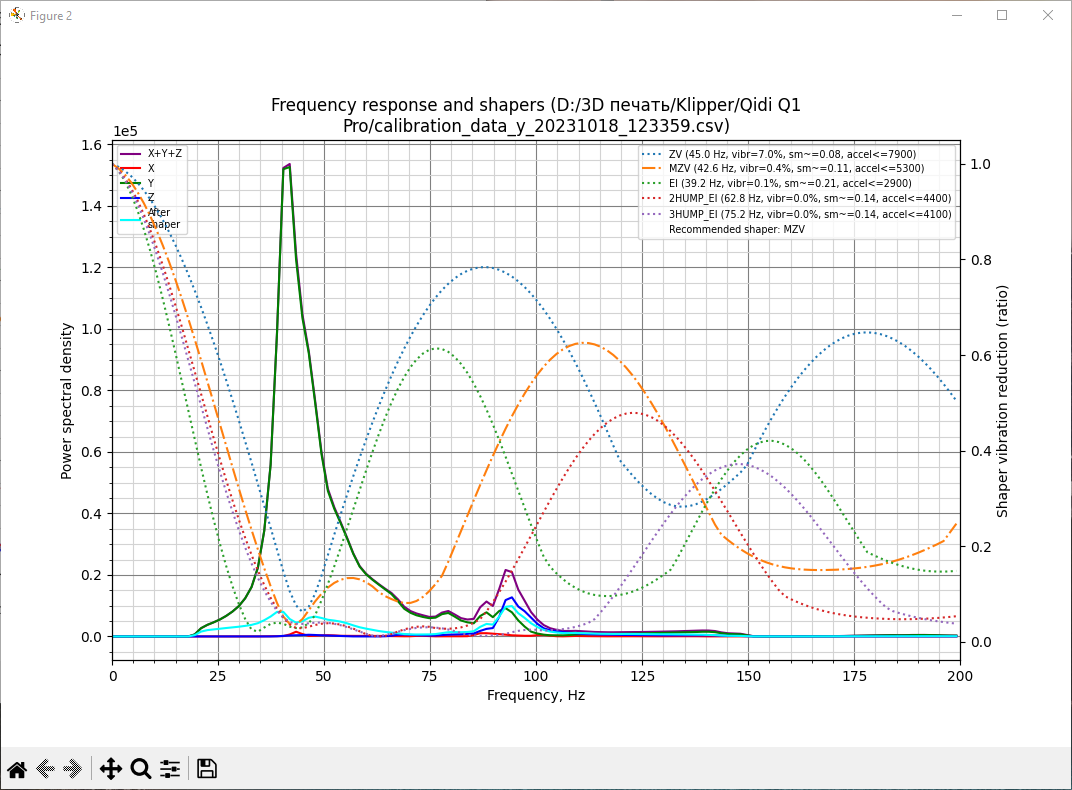 Figure 2
Frequency response and shapers (D:/3D печать/Klipper/Qidi Q1
Pro/calibration_data_y_20231018_123359.csv)
1e5
X+Y+Z
X
Y
Z
After
shaper
ZV (45.0 Hz, vibr=7.0%, sm~=0.08, accel<=7900)
MZV (42.6 Hz, vibr=0.4%, sm~=0.11, accel<=5300)
EI (39.2 Hz, vibr=0.1%, sm~=0.21, accel<=2900)
2HUMP_EI (62.8 Hz, vibr=0.0%, sm~=0.14, accel<=4400)
3HUMP_EI (75.2 Hz, vibr=0.0%, sm~=0.14, accel<=4100)
Recommended shaper: MZV
1.6
1.4
1.2
1.0
0.8
0.6
0.4
0.2
0.0
Power spectral density
1.0
0.8
0.6
0.4
0.2
0.0
Shaper vibration reduction (ratio)
0
25
50
75
100
125
150
175
200
Frequency, Hz